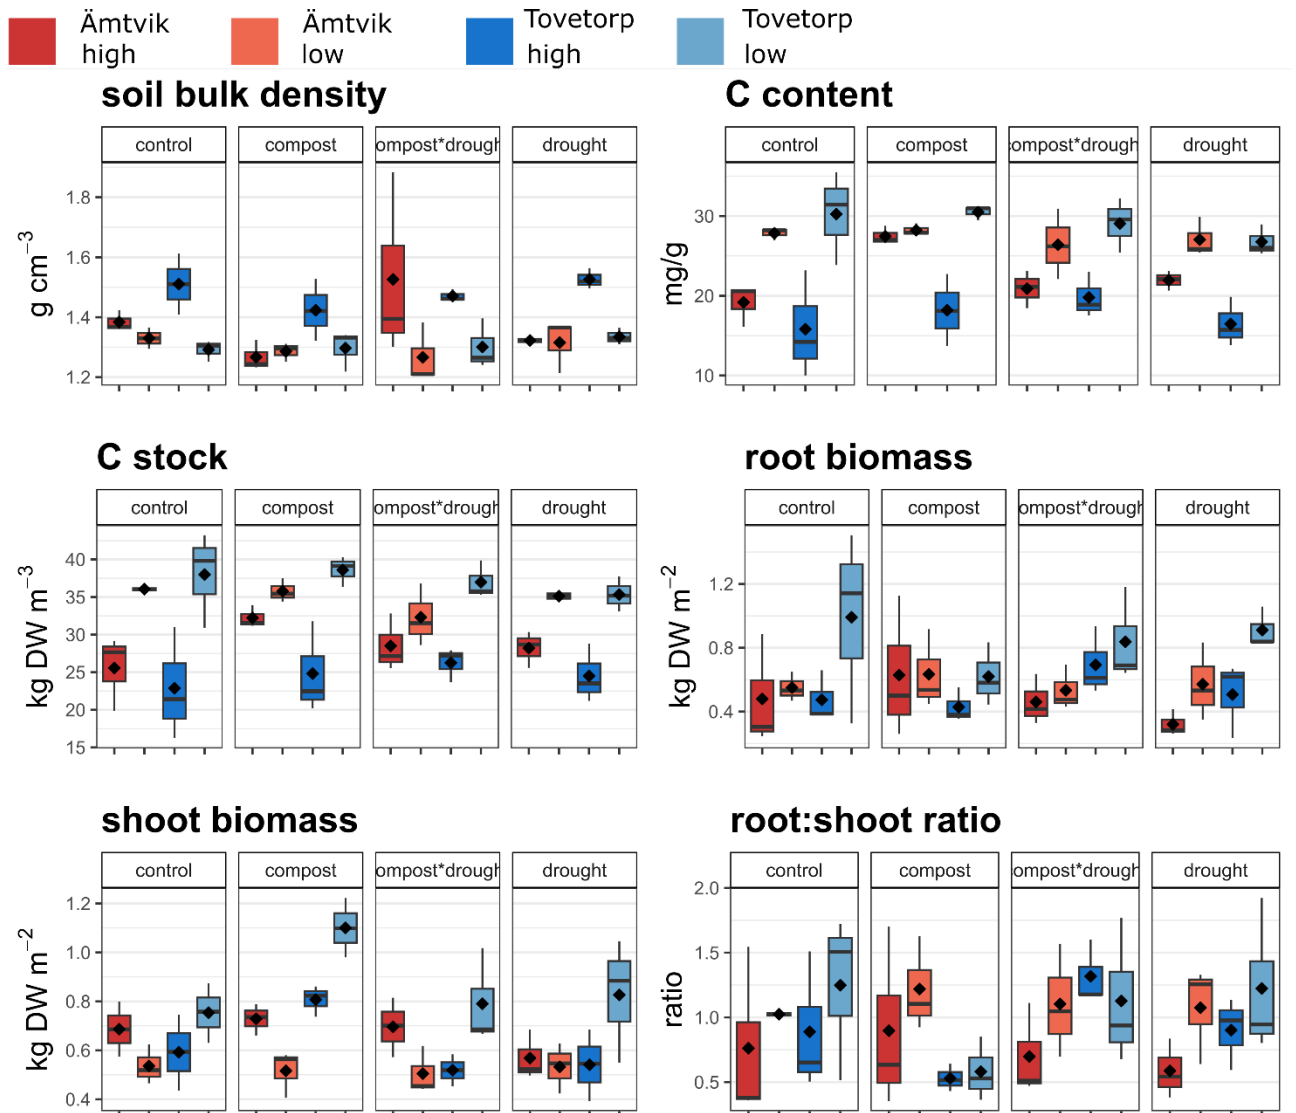 Ämtvik high
Ämtvik low
Tovetorp high
Tovetorp low
soil bulk density
control
compost
ompost*drough
drought
g cm−3
1.8
1.6
1.4
1.2
C content
control
compost
compost*drough
drought
mg/g
30
20
10
C stock
control
compost
ompost*drough
drought
kg DW m−3
40
35
30
25
20
15
root biomass
control
compost
ompost*drough
drought
kg DW m−2
1.2
0.8
0.4
shoot biomass
control
compost
ompost*drough
drought
kg DW m−2
1.2
1.0
0.8
0.6
0.4
root:shoot ratio
control
compost
ompost*drough
drought
ratio
2.0
1.5
1.0
0.5